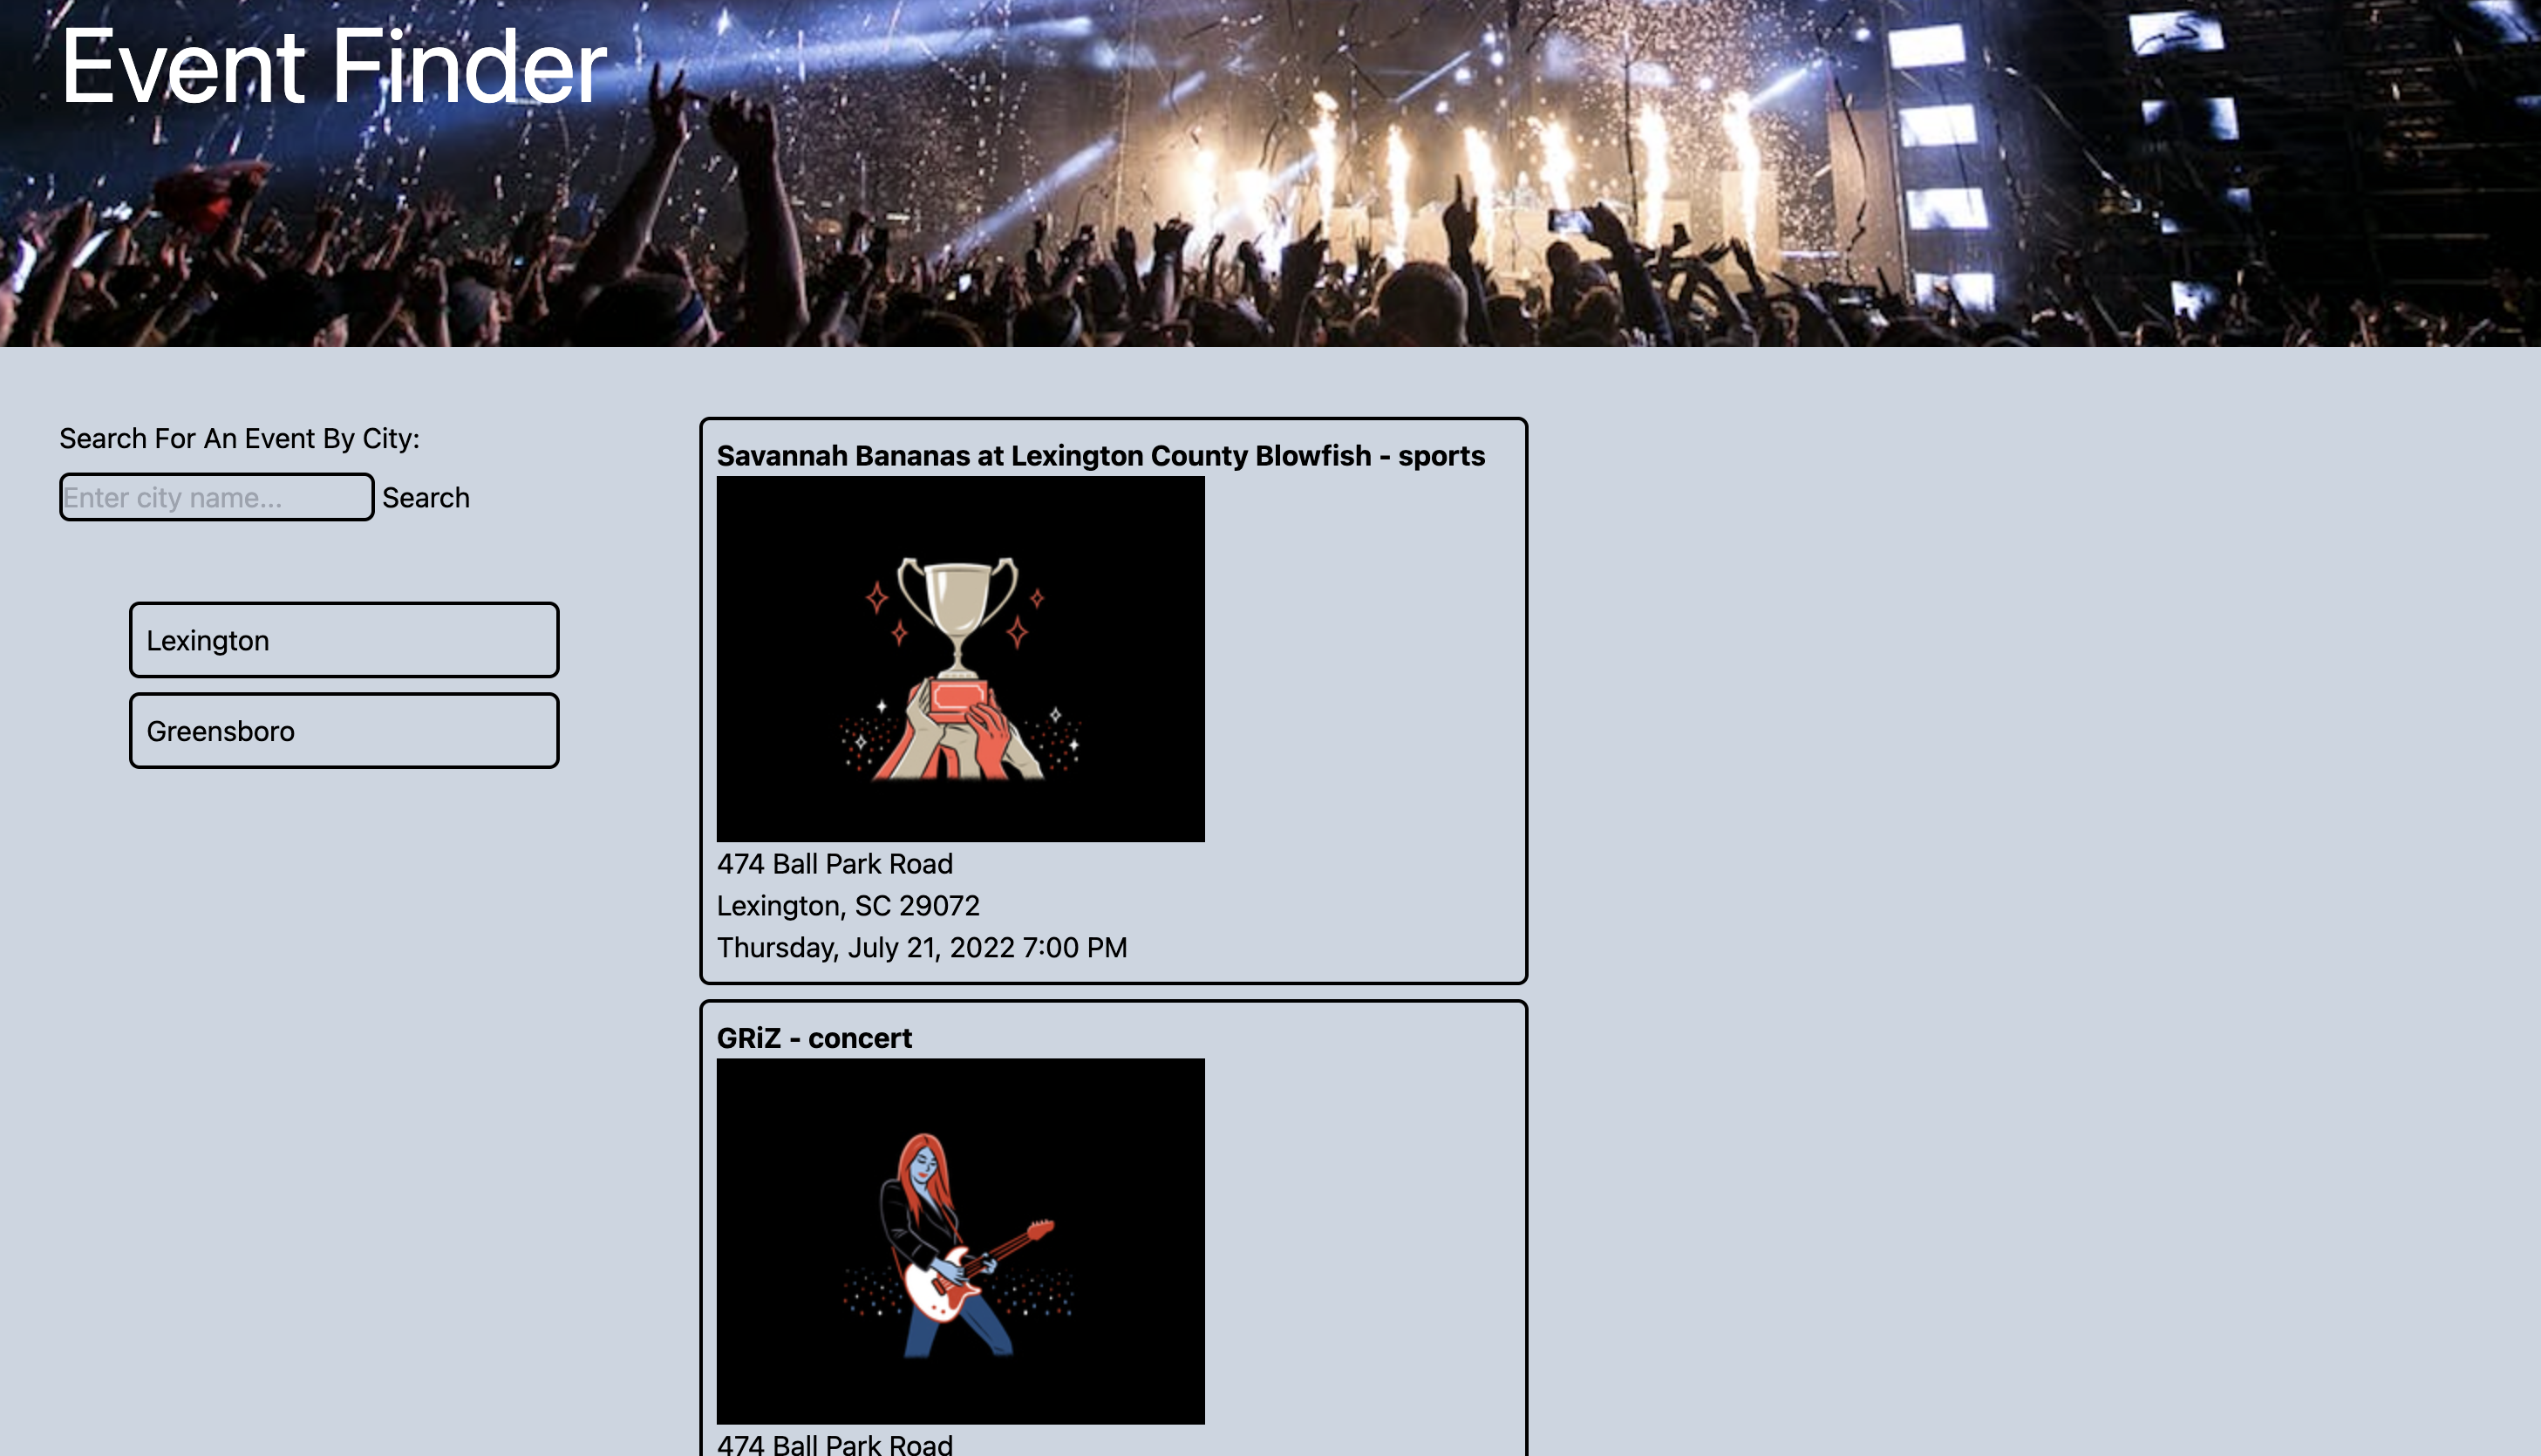 Event Finder
Search For An Event By City:
Enter city name...
Search
Lexington
Greensboro
Savannah Bananas at Lexington County Blowfish - sports
474 Ball Park Road
Lexington, SC 29072
Thursday, July 21, 2022 7:00 PM
GRiZ - concert
474 Ball Park Road